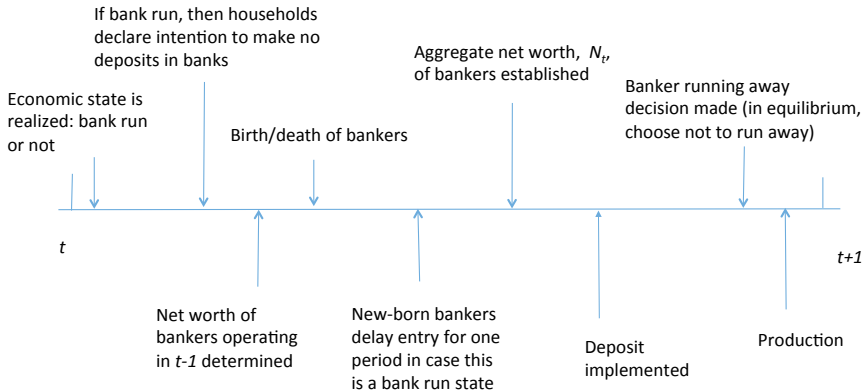 If bank run, then households
declare intention to make no
deposits in banks
Economic state is
realized: bank run
or not
Birth/death of bankers
Aggregate net worth, Nt,
of bankers established
Banker running away
decision made (in equilibrium,
choose not to run away)
t
t+1
Net worth of
bankers operating
in t-1 determined
New-born bankers
delay entry for one
period in case this
is a bank run state
Deposit
implemented
Production